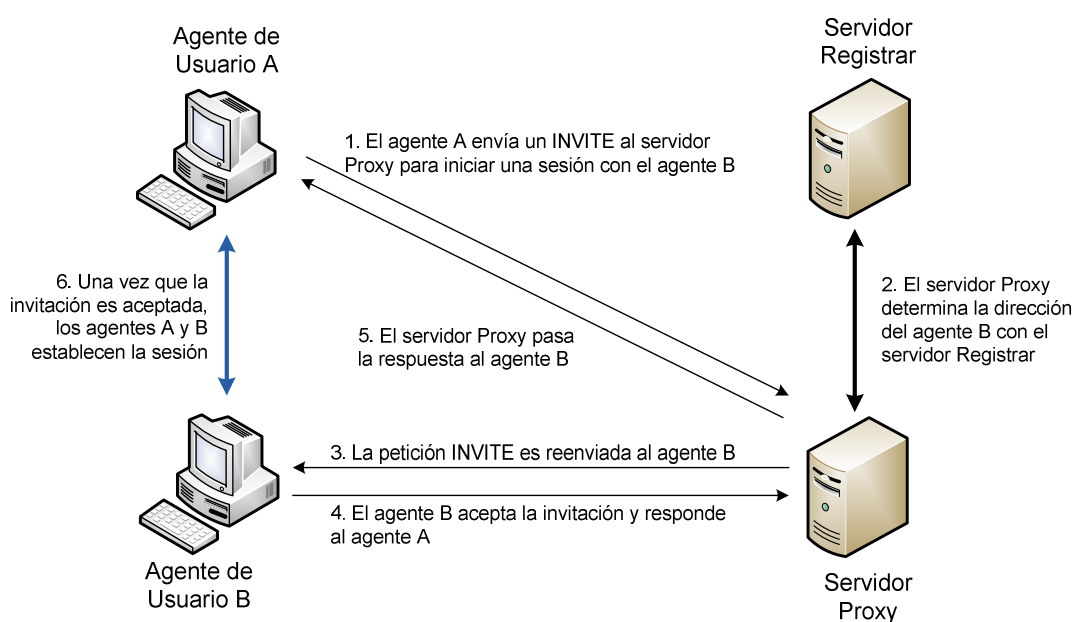 Agente de
Usuario A
Servidor
Registrar
1. El agente A envía un INVITE al servidor
Proxy para iniciar una sesión con el agente B
6. Una vez que la
invitación es aceptada,
los agentes A y B
establecen la sesión
2. El servidor Proxy
determina la dirección
del agente B con el
servidor Registrar
5. El servidor Proxy pasa
la respuesta al agente B
3. La petición INVITE es reenviada al agente B
4. El agente B acepta la invitación y responde
al agente A
Agente de
Usuario B
Servidor
Proxy